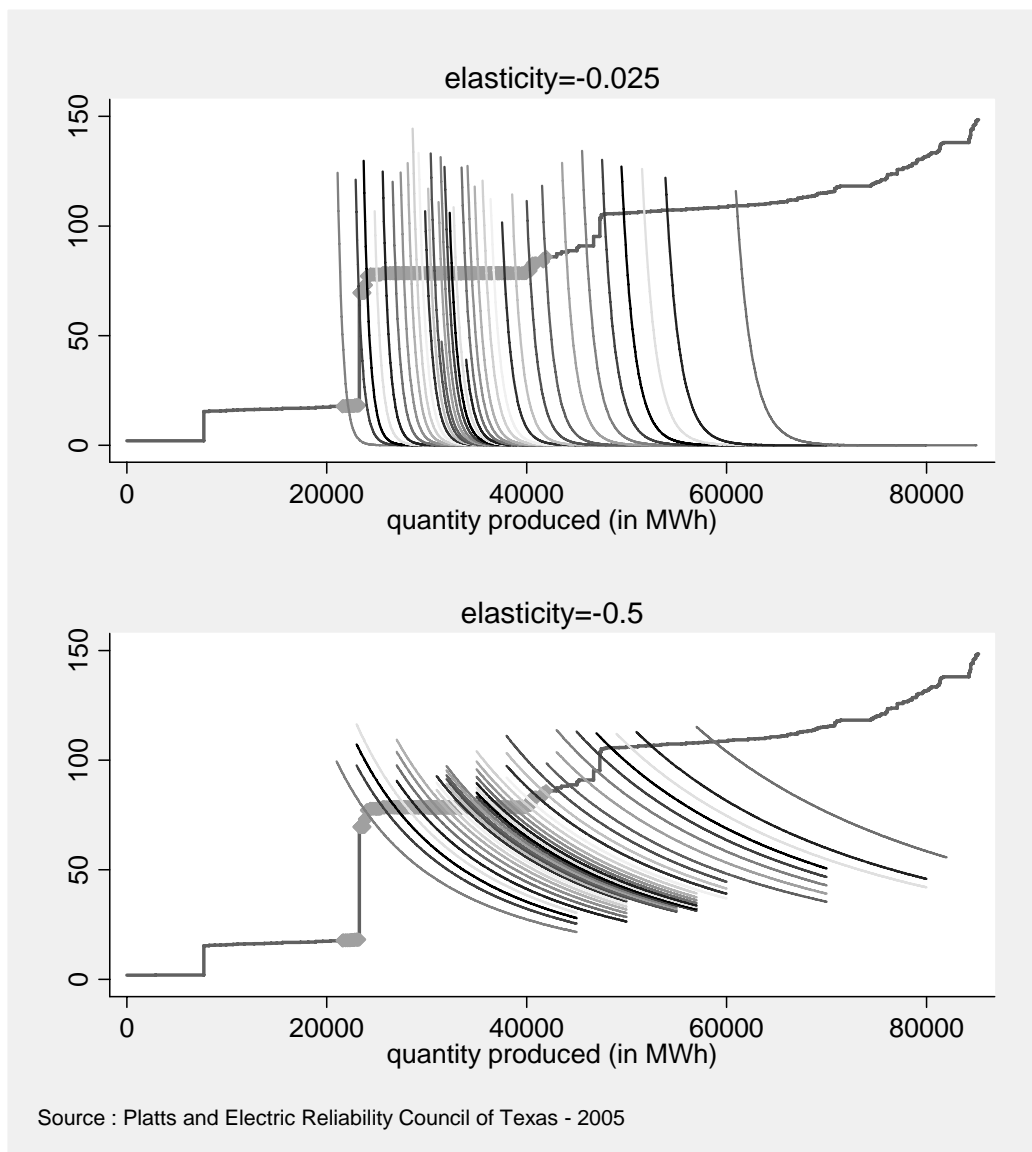 elasticity=-0.025
150
100
50
0
0 20000 40000 60000 80000
quantity produced (in MWh)
elasticity=-0.5
150
100
50
0
0 20000 40000 60000 80000
quantity produced (in MWh)
Source : Platts and Electric Reliability Council of Texas - 2005